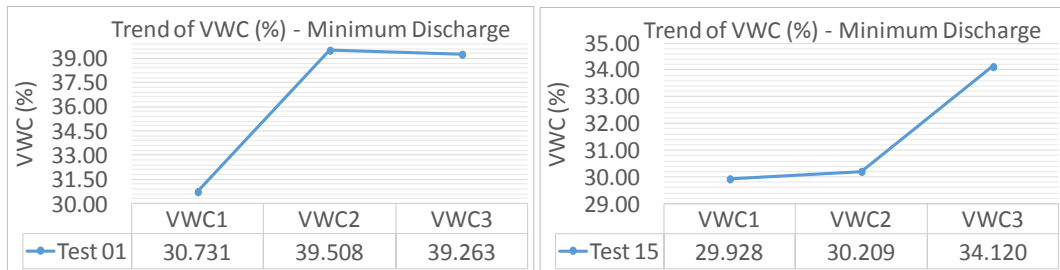 Trend of VWC (%) - Minimum Discharge
VWC (%)
39.00
37.50
36.00
34.50
33.00
31.50
30.00
VWC1 VWC2 VWC3
Test 01 30.731 39.508 39.263
Trend of VWC (%) - Minimum Discharge
VWC (%)
35.00
34.00
33.00
32.00
31.00
30.00
29.00
VWC1 VWC2 VWC3
Test 15 29.928 30.209 34.120